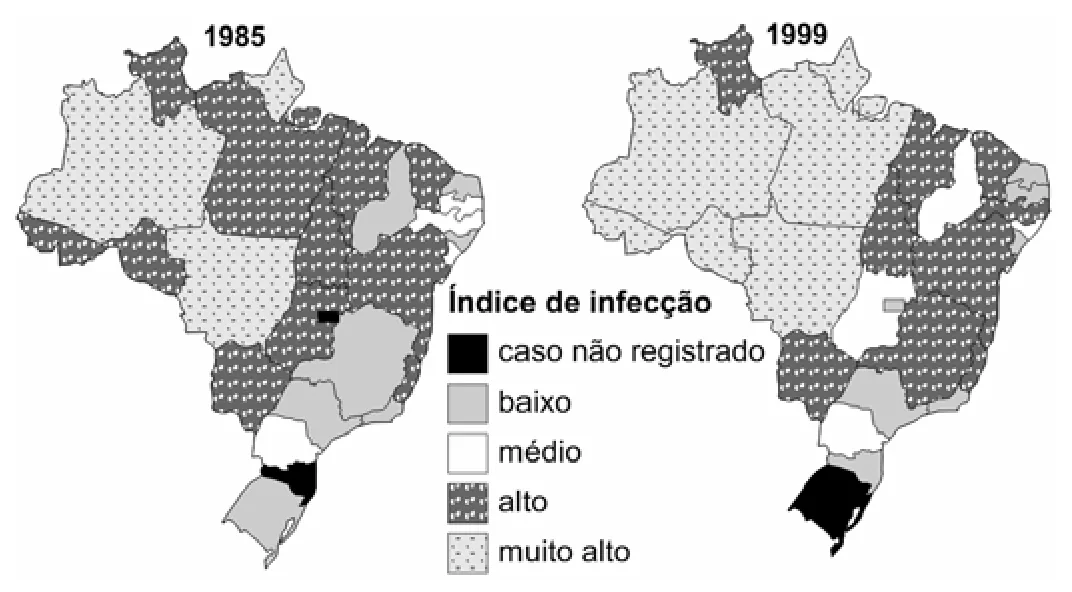 1985
1999
Índice de infecção
caso não registrado
baixo
médio
alto
muito alto